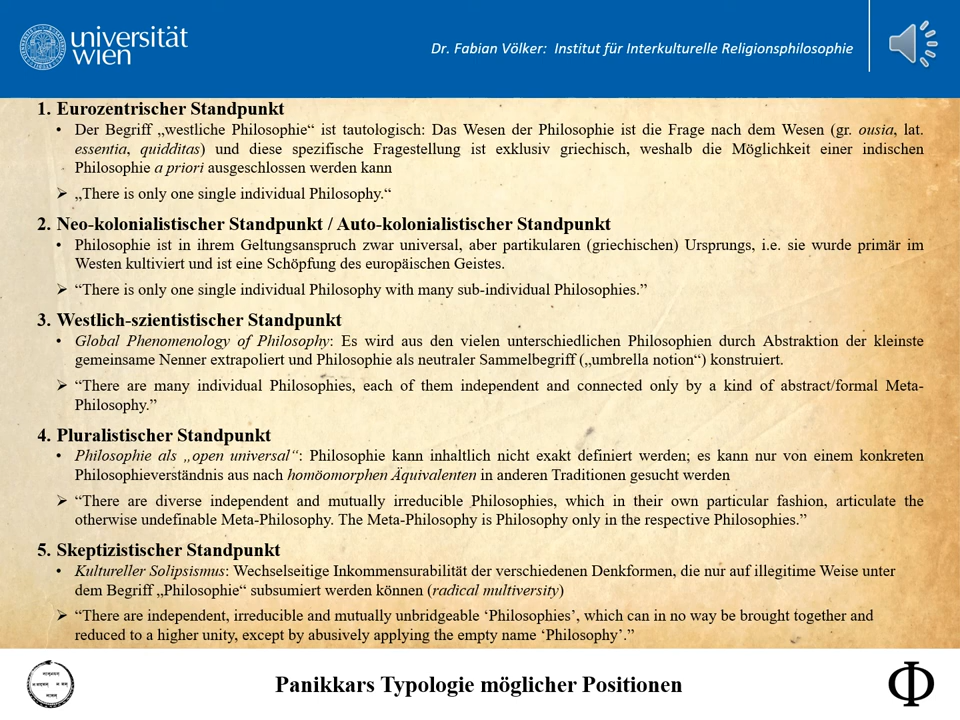 universität
wien
Dr. Fabian Völker: Institut für Interkulturelle Religionsphilosophie
1. Eurozentrischer Standpunkt
• Der Begriff „westliche Philosophie“ ist tautologisch: Das Wesen der Philosophie ist die Frage nach dem Wesen (gr. ousia, lat.
essentia, quidditas) und diese spezifische Fragestellung ist exklusiv griechisch, weshalb die Möglichkeit einer indischen
Philosophie a priori ausgeschlossen werden kann
➢ „There is only one single individual Philosophy.“
2. Neo-kolonialistischer Standpunkt / Auto-kolonialistischer Standpunkt
• Philosophie ist in ihrem Geltungsanspruch zwar universal, aber partikularen (griechischen) Ursprungs, i.e. sie wurde primär im
Westen kultiviert und ist eine Schöpfung des europäischen Geistes.
➢ “There is only one single individual Philosophy with many sub-individual Philosophies.”
3. Westlich-szientistischer Standpunkt
• Global Phenomenology of Philosophy: Es wird aus den vielen unterschiedlichen Philosophien durch Abstraktion der kleinste
gemeinsame Nenner extrapoliert und Philosophie als neutraler Sammelbegriff („umbrella notion“) konstruiert.
➢ “There are many individual Philosophies, each of them independent and connected only by a kind of abstract/formal Meta-
Philosophy.”
4. Pluralistischer Standpunkt
• Philosophie als „open universal“: Philosophie kann inhaltlich nicht exakt definiert werden; es kann nur von einem konkreten
Philosophieverständnis aus nach homöomorphen Äquivalenten in anderen Traditionen gesucht werden
➢ “There are diverse independent and mutually irreducible Philosophies, which in their own particular fashion, articulate the
otherwise undefinable Meta-Philosophy. The Meta-Philosophy is Philosophy only in the respective Philosophies.”
5. Skeptizistischer Standpunkt
• Kultureller Solipsismus: Wechselseitige Inkommensurabilität der verschiedenen Denkformen, die nur auf illegitime Weise unter
dem Begriff „Philosophie“ subsumiert werden können (radical multiversity)
➢ “There are independent, irreducible and mutually unbridgeable ‘Philosophies’, which can in no way be brought together and
reduced to a higher unity, except by abusively applying the empty name ‘Philosophy’.”
Panikkars Typologie möglicher Positionen
Φ